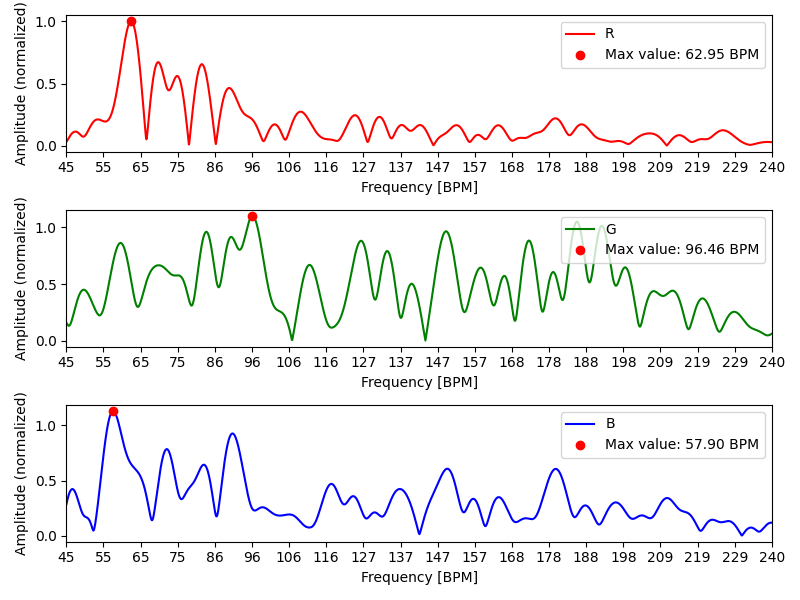 Amplitude (normalized)
1.0
0.5
0.0
R
Max value: 62.95 BPM
45 55 65 75 86 96 106 116 127 137 147 157 168 178 188 198 209 219 229 240
Frequency [BPM]
Amplitude (normalized)
1.0
0.5
0.0
G
Max value: 96.46 BPM
45 55 65 75 86 96 106 116 127 137 147 157 168 178 188 198 209 219 229 240
Frequency [BPM]
Amplitude (normalized)
1.0
0.5
0.0
B
Max value: 57.90 BPM
45 55 65 75 86 96 106 116 127 137 147 157 168 178 188 198 209 219 229 240
Frequency [BPM]